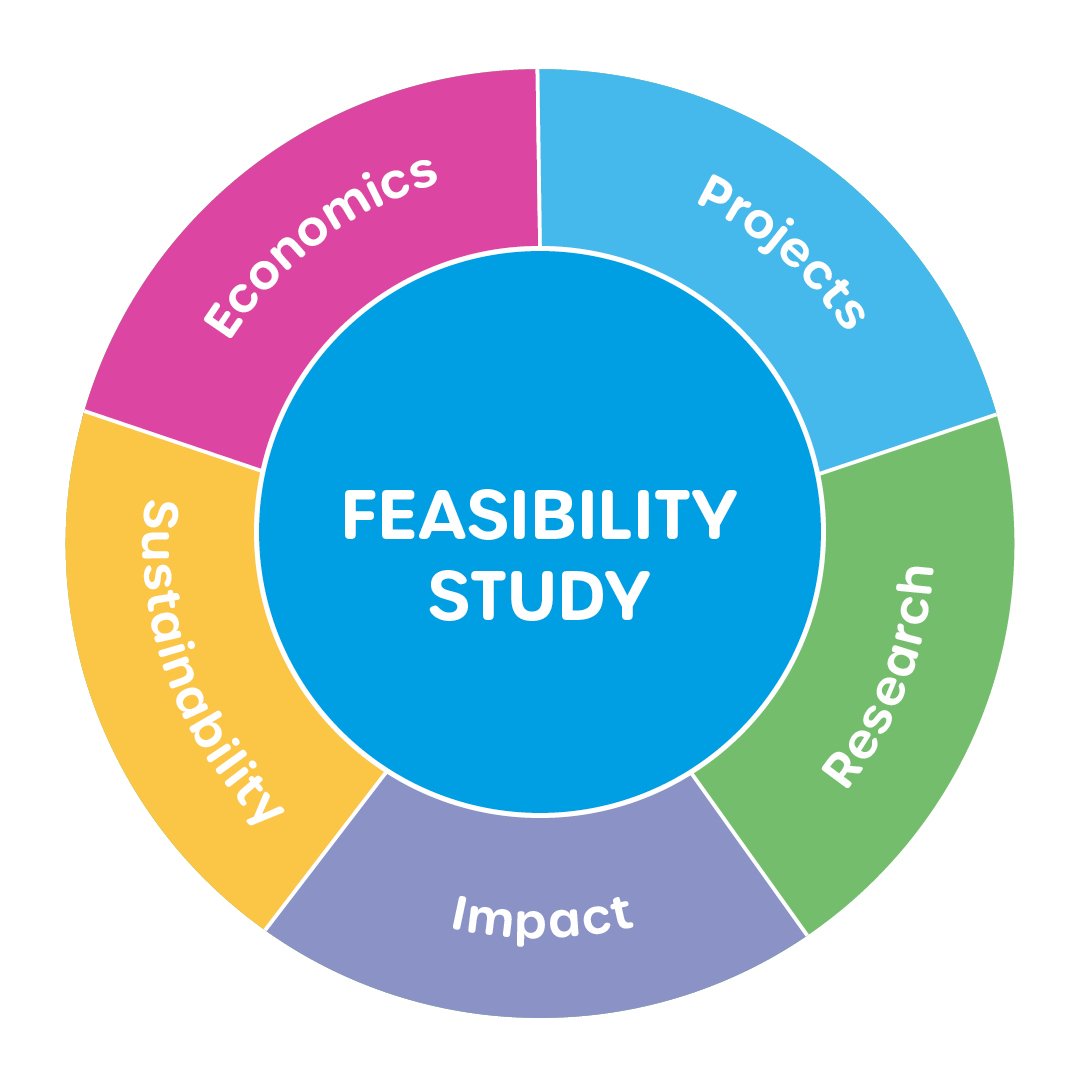 Economics
Projects
FEASIBILITY
STUDY
Sustainability
Research
Impact